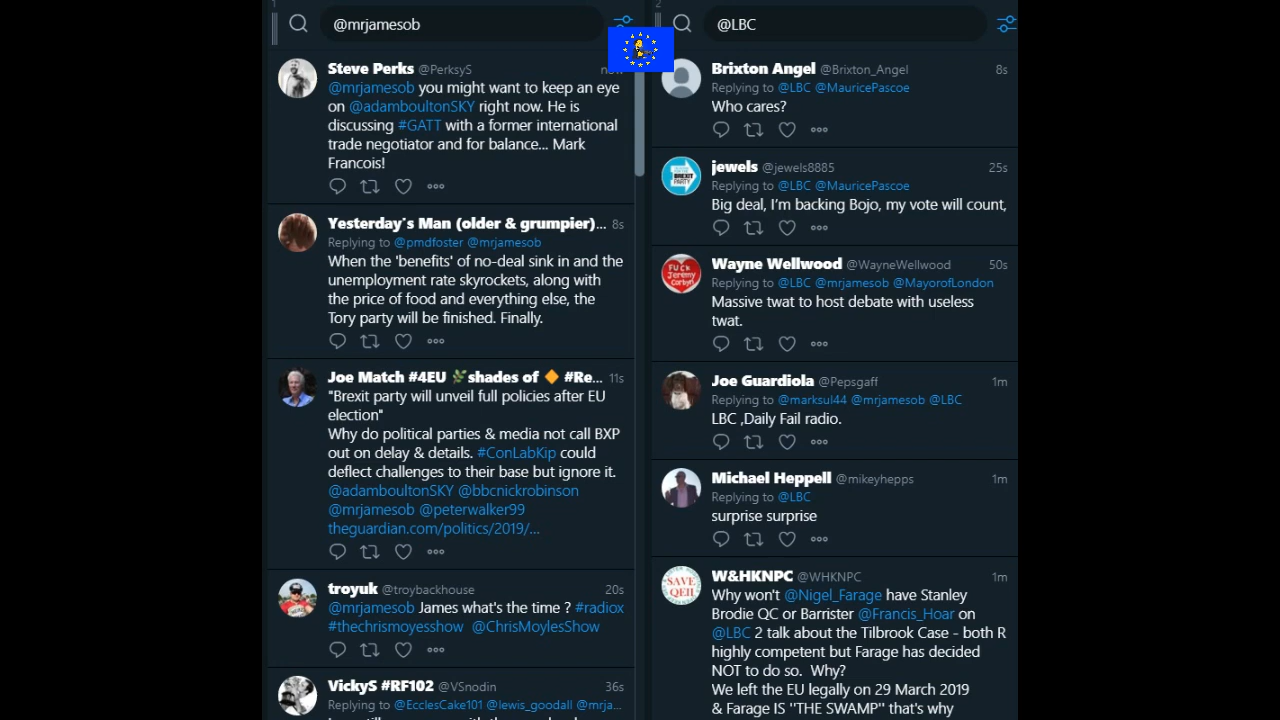 1
@mrjamesob
Steve Perks @PerksyS now
@mrjamesob you might want to keep an eye
on @adamboultonSKY right now. He is
discussing #GATT with a former international
trade negotiator and for balance... Mark
Francois!
Yesterday's Man (older & grumpier)... 8s
Replying to @pmdfoster @mrjamesob
When the 'benefits' of no-deal sink in and the
unemployment rate skyrockets, along with
the price of food and everything else, the
Tory party will be finished. Finally.
Joe Match #4EU 🌿shades of 🔶 #Re... 11s
"Brexit party will unveil full policies after EU
election"
Why do political parties & media not call BXP
out on delay & details. #ConLabKip could
deflect challenges to their base but ignore it.
@adamboultonSKY @bbcnickrobinson
@mrjamesob @peterwalker99
theguardian.com/politics/2019/...
troyuk @troybackhouse 20s
@mrjamesob James what's the time ? #radiox
#thechrismoyesshow @ChrisMoylesShow
VickyS #RF102 @VSnodin 36s
Replying to @EcclesCake101 @lewis_goodall @mrja...
2
@LBC
Brixton Angel @Brixton_Angel 8s
Replying to @LBC @MauricePascoe
Who cares?
jewels @jewels8885 25s
Replying to @LBC @MauricePascoe
Big deal, I'm backing Bojo, my vote will count,
Wayne Wellwood @WayneWellwood 50s
FUCK
Jeremy
Corbyn
Replying to @LBC @mrjamesob @MayorofLondon
Massive twat to host debate with useless
twat.
Joe Guardiola @Pepsgaff 1m
Replying to @marksul44 @mrjamesob @LBC
LBC ,Daily Fail radio.
Michael Heppell @mikeyhepps 1m
Replying to @LBC
surprise surprise
W&HKNPC @WHKNPC 1m
SAVE
QEII
Why won't @Nigel_Farage have Stanley
Brodie QC or Barrister @Francis_Hoar on
@LBC 2 talk about the Tilbrook Case - both R
highly competent but Farage has decided
NOT to do so. Why?
We left the EU legally on 29 March 2019
& Farage IS "THE SWAMP" that's why